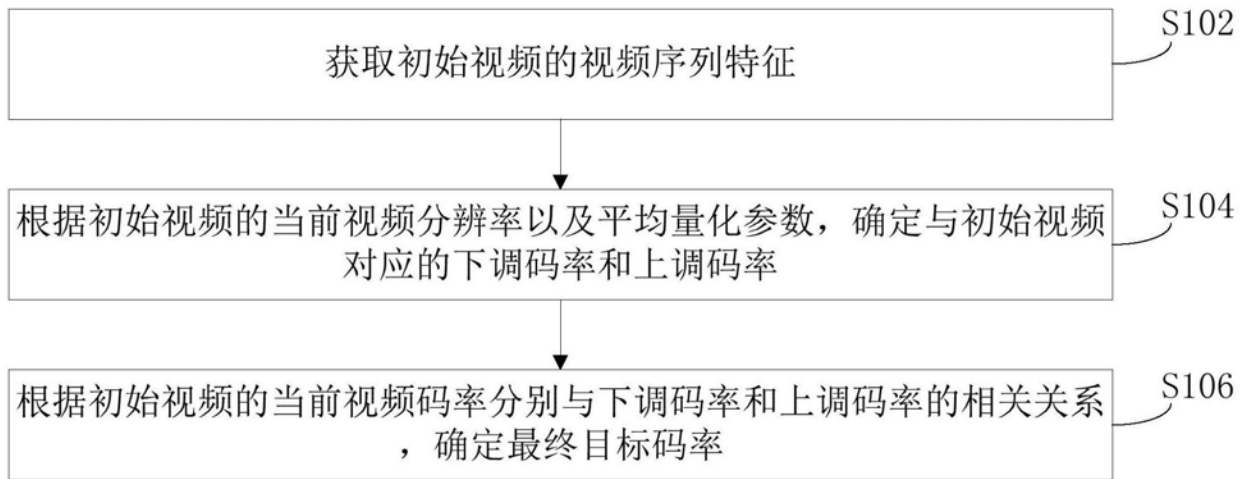 S102
获取初始视频的视频序列特征
S104
根据初始视频的当前视频分辨率以及平均量化参数，确定与初始视频
对应的下调码率和上调码率
S106
根据初始视频的当前视频码率分别与下调码率和上调码率的相关关系
，确定最终目标码率